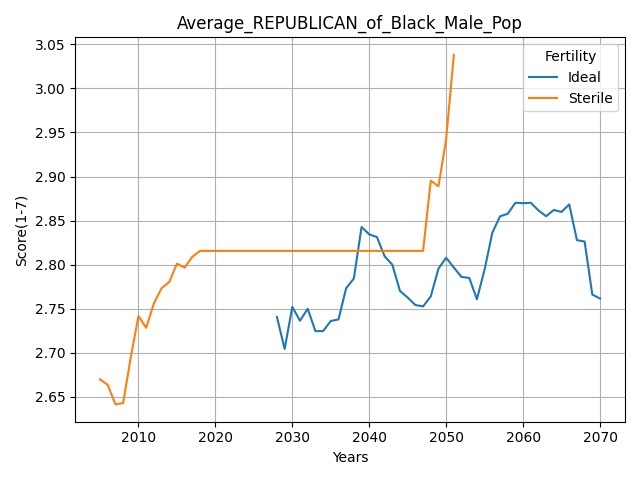 Average_REPUBLICAN_of_Black_Male_Pop
Fertility
Ideal
Sterile
Score(1-7)
3.05
3.00
2.95
2.90
2.85
2.80
2.75
2.70
2.65
2010 2020 2030 2040 2050 2060 2070
Years